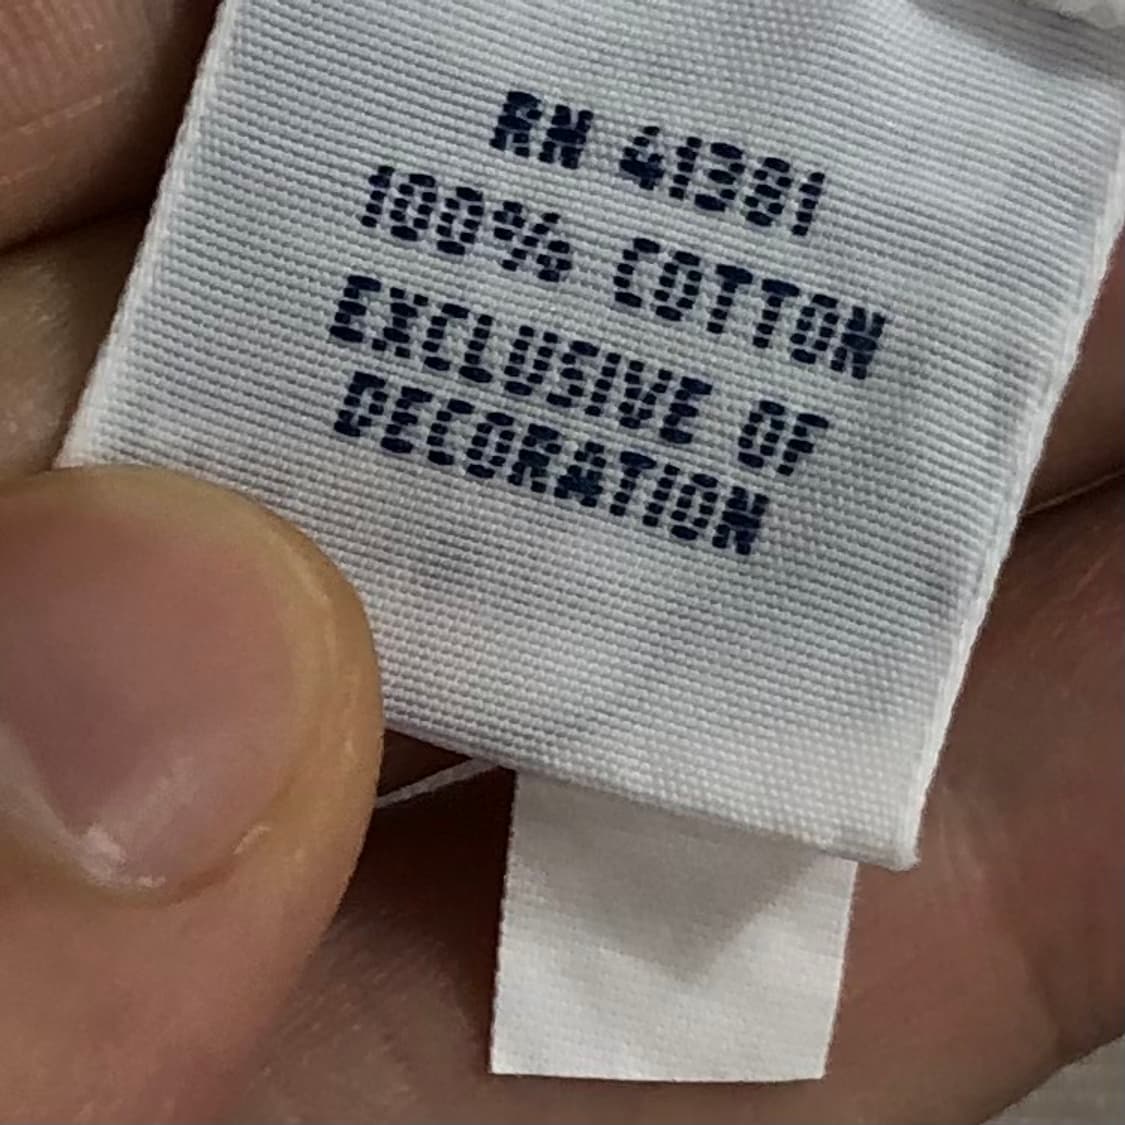 RN 41381
100% COTTON
EXCLUSIVE OF
DECORATION